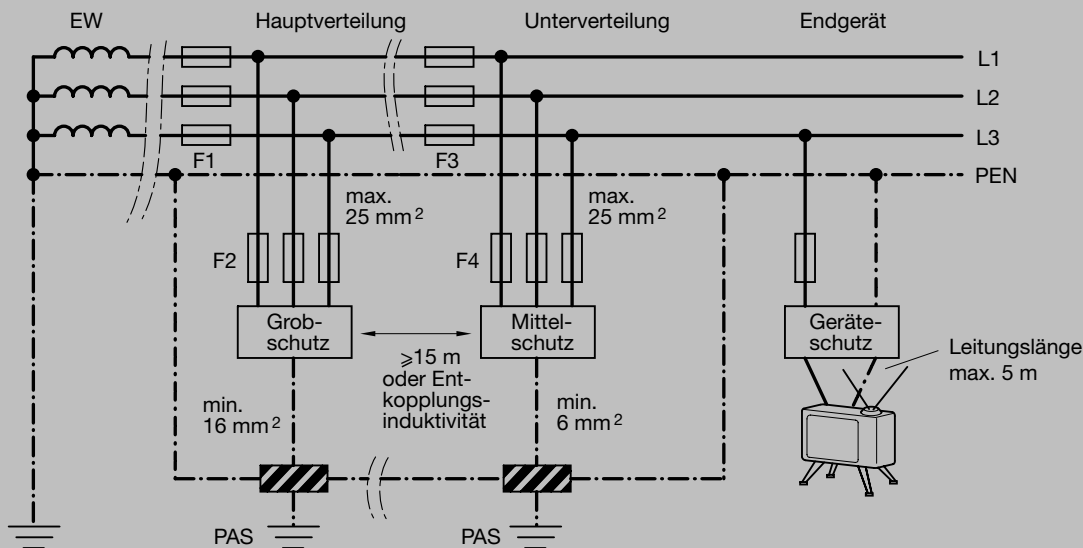 EW
Hauptverteilung
Unterverteilung
Endgerät
L1
L2
L3
F1
F3
PEN
max.
25 mm²
max.
25 mm²
F2
F4
Grob-
schutz
Mittel-
schutz
Geräte-
schutz
⩾15 m
oder Ent-
kopplungs-
induktivität
Leitungslänge
max. 5 m
min.
16 mm²
min.
6 mm²
PAS
PAS